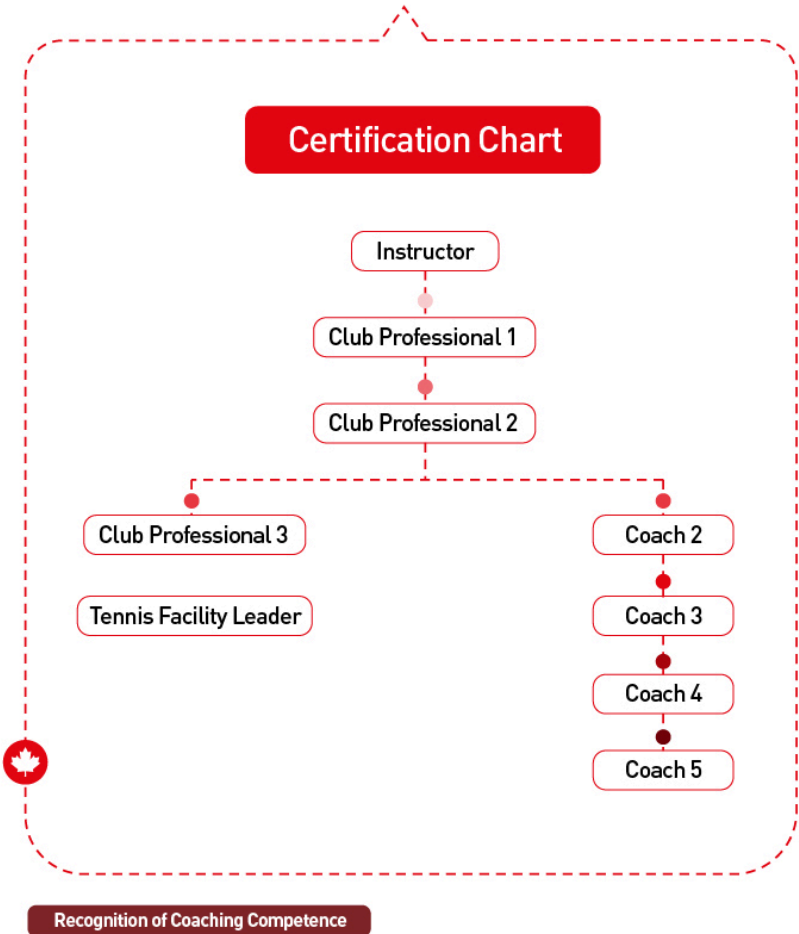 Certification Chart
Instructor
Club Professional 1
Club Professional 2
Club Professional 3
Coach 2
Tennis Facility Leader
Coach 3
Coach 4
Coach 5
Recognition of Coaching Competence